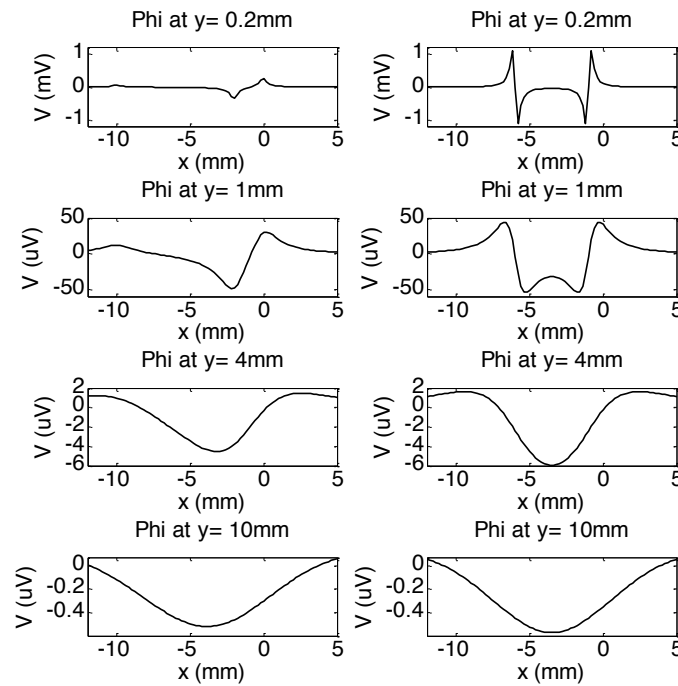 Phi at y= 0.2mm
Phi at y= 0.2mm
V (mV)
1
0
-1
-10
-5
0
5
x (mm)
V (mV)
1
0
-1
-10
-5
0
5
x (mm)
Phi at y= 1mm
Phi at y= 1mm
V (uV)
50
0
-50
-10
-5
0
5
x (mm)
V (uV)
50
0
-50
-10
-5
0
5
x (mm)
Phi at y= 4mm
Phi at y= 4mm
V (uV)
2
0
-2
-4
-6
-10
-5
0
5
x (mm)
V (uV)
2
0
-2
-4
-6
-10
-5
0
5
x (mm)
Phi at y= 10mm
Phi at y= 10mm
V (uV)
0
-0.2
-0.4
-10
-5
0
5
x (mm)
V (uV)
0
-0.2
-0.4
-10
-5
0
5
x (mm)